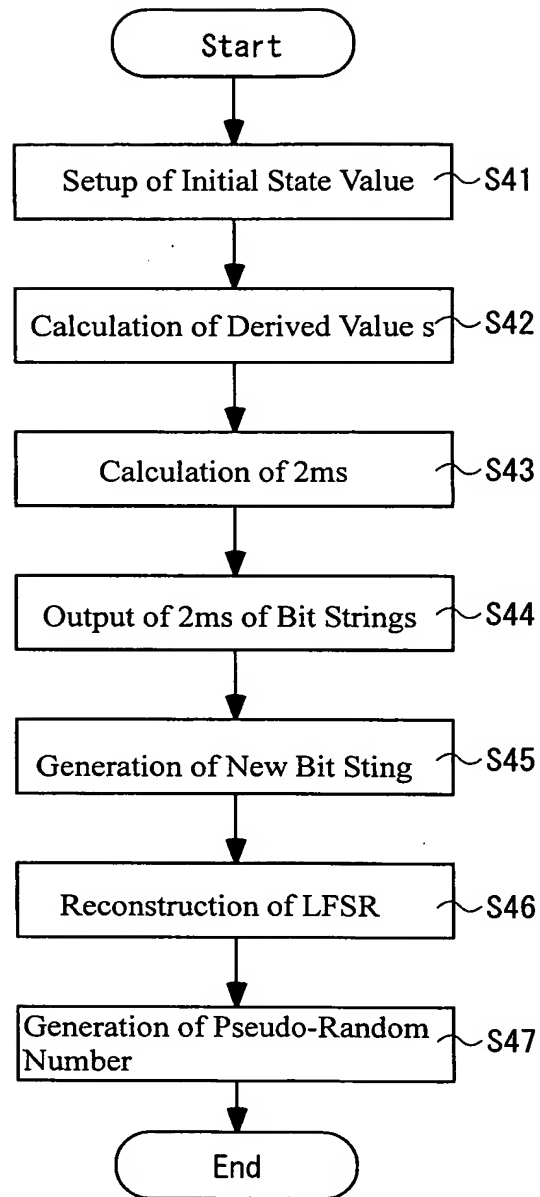 Start
Setup of Initial State Value S41
Calculation of Derived Value s S42
Calculation of 2ms S43
Output of 2ms of Bit Strings S44
Generation of New Bit Sting S45
Reconstruction of LFSR S46
Generation of Pseudo-Random
Number S47
End